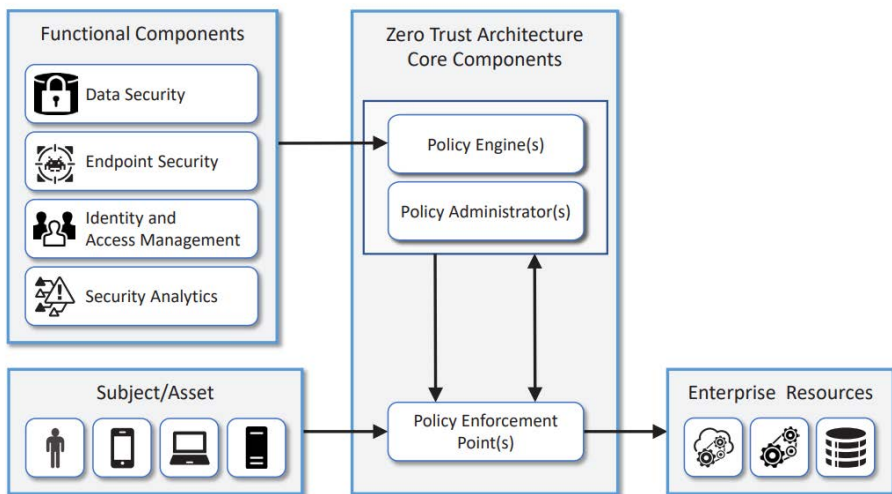 Functional Components
Data Security
Endpoint Security
Identity and
Access Management
Security Analytics
Zero Trust Architecture
Core Components
Policy Engine(s)
Policy Administrator(s)
Subject/Asset
Policy Enforcement
Point(s)
Enterprise Resources